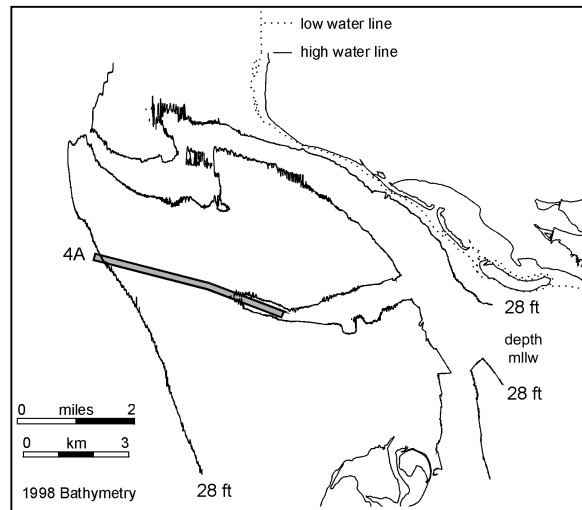 low water line
high water line
4A
28 ft
depth
mllw
28 ft
0 miles 2
0 km 3
28 ft
1998 Bathymetry